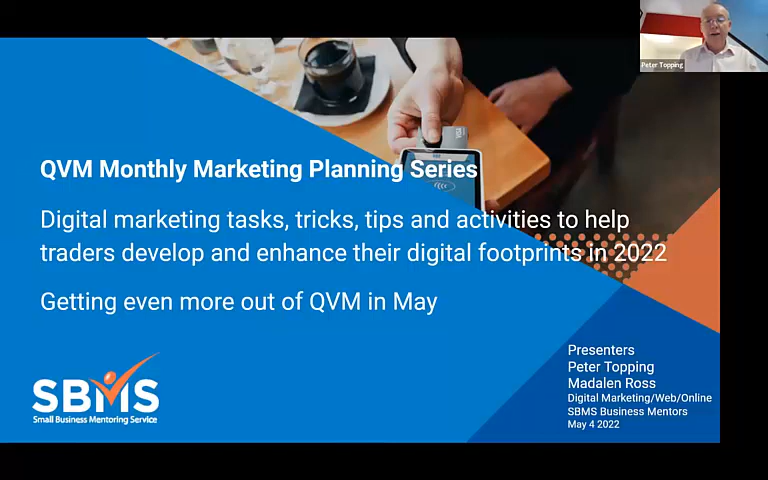 Peter Topping
QVM Monthly Marketing Planning Series
Digital marketing tasks, tricks, tips and activities to help
traders develop and enhance their digital footprints in 2022
Getting even more out of QVM in May
Presenters
Peter Topping
Madalen Ross
Digital Marketing/Web/Online
SBMS Business Mentors
May 4 2022
SBMS
Small Business Mentoring Service
VISA